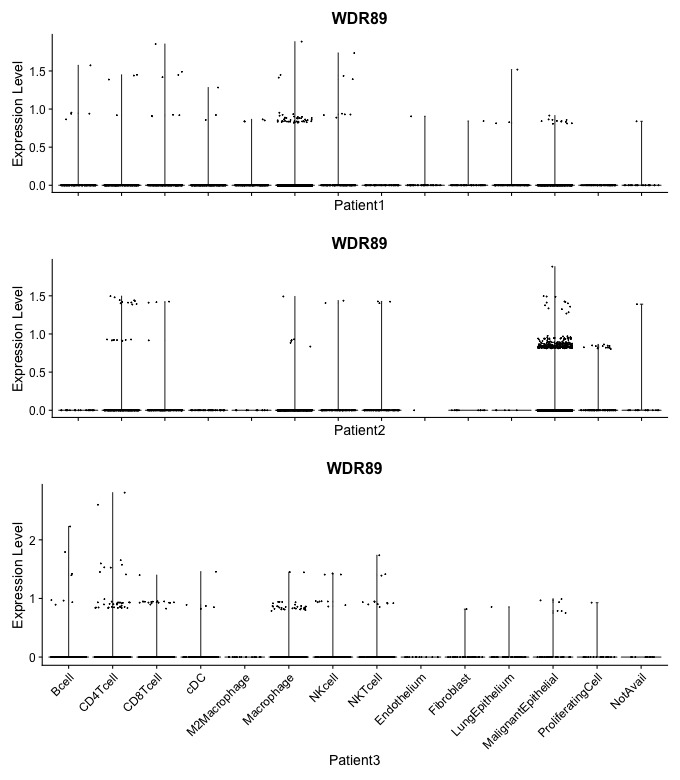 WDR89
Expression Level
1.5
1.0
0.5
0.0
Patient1
WDR89
Expression Level
1.5
1.0
0.5
0.0
Patient2
WDR89
Expression Level
2
1
0
Bcell
CD4Tcell
CD8Tcell
cDC
M2Macrophage
Macrophage
NKcell
NKTcell
Endothelium
Fibroblast
LungEpithelium
MalignantEpithelial
ProliferatingCell
NotAvail
Patient3